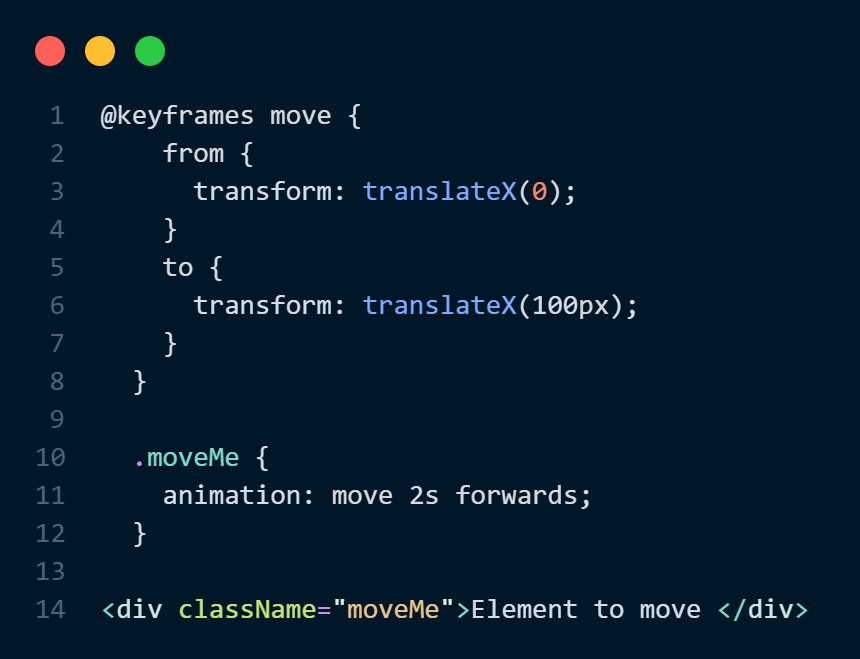 1 @keyframes move {
2 from {
3 transform: translateX(0);
4 }
5 to {
6 transform: translateX(100px);
7 }
8 }
9
10 .moveMe {
11 animation: move 2s forwards;
12 }
13
14 <div className="moveMe">Element to move </div>